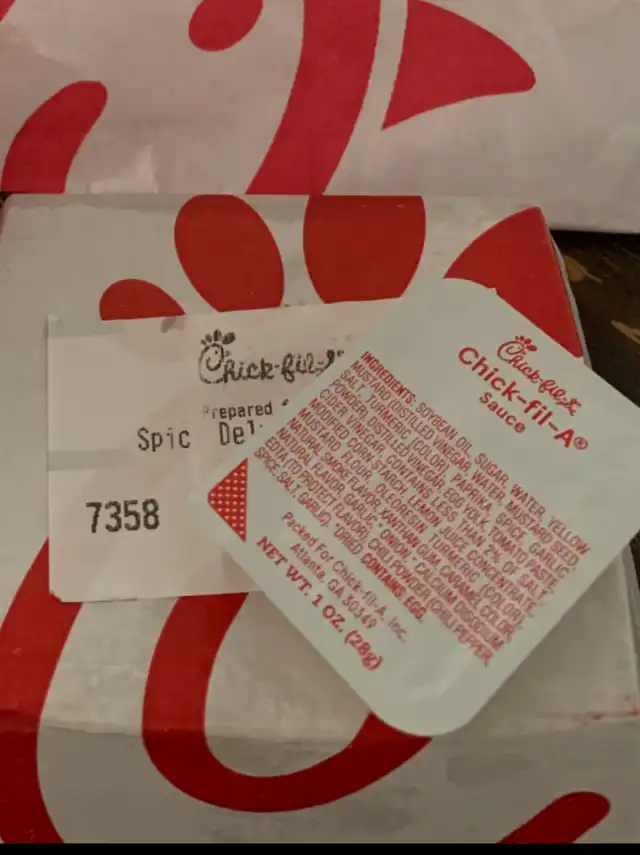 Chick-fil-
Prepared
Spic Del
7358
Chick-fil-A
Chick-fil-A®
Sauce
INGREDIENTS: SOYBEAN OIL, SUGAR, WATER, YELLOW
MUSTARD (DISTILLED VINEGAR, WATER, MUSTARD SEED,
SALT, TURMERIC (COLOR), PAPRIKA, SPICE, GARLIC
POWDER), DISTILLED VINEGAR, EGG YOLK, TOMATO PASTE,
CIDER VINEGAR, CONTAINS LESS THAN 2% OF SALT,
MODIFIED CORN STARCH, LEMON JUICE CONCENTRATE,
MUSTARD FLOUR, OLEORESIN TURMERIC (COLOR),
NATURAL SMOKE FLAVOR, XANTHAN GUM, CARAMEL COLOR,
NATURAL FLAVOR, GARLIC,* ONION,* CALCIUM DISODIUM
EDTA (TO PROTECT FLAVOR), CHILI POWDER (CHILI PEPPER,
SPICE, SALT, GARLIC). *DRIED CONTAINS: EGG.
Packed For Chick-fil-A, Inc.
Atlanta, GA 30349
NET WT. 1 OZ. (28g)